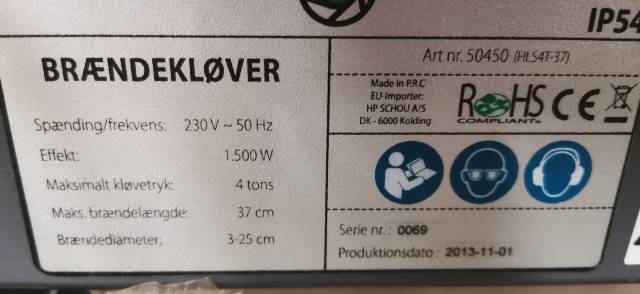 IP54
BRÆNDEKLØVER
Spænding/frekvens: 230 V ~ 50 Hz
Effekt: 1.500 W
Maksimalt kløvetryk: 4 tons
Maks. brændelængde: 37 cm
Brændediameter: 3-25 cm
Art nr. 50450 (HLS4T-37)
Made in P.R.C
EU-Importer:
HP SCHOU A/S
DK - 6000 Kolding
RoHS
COMPLIANT
CE
Serie nr.: 0069
Produktionsdato: 2013-11-01